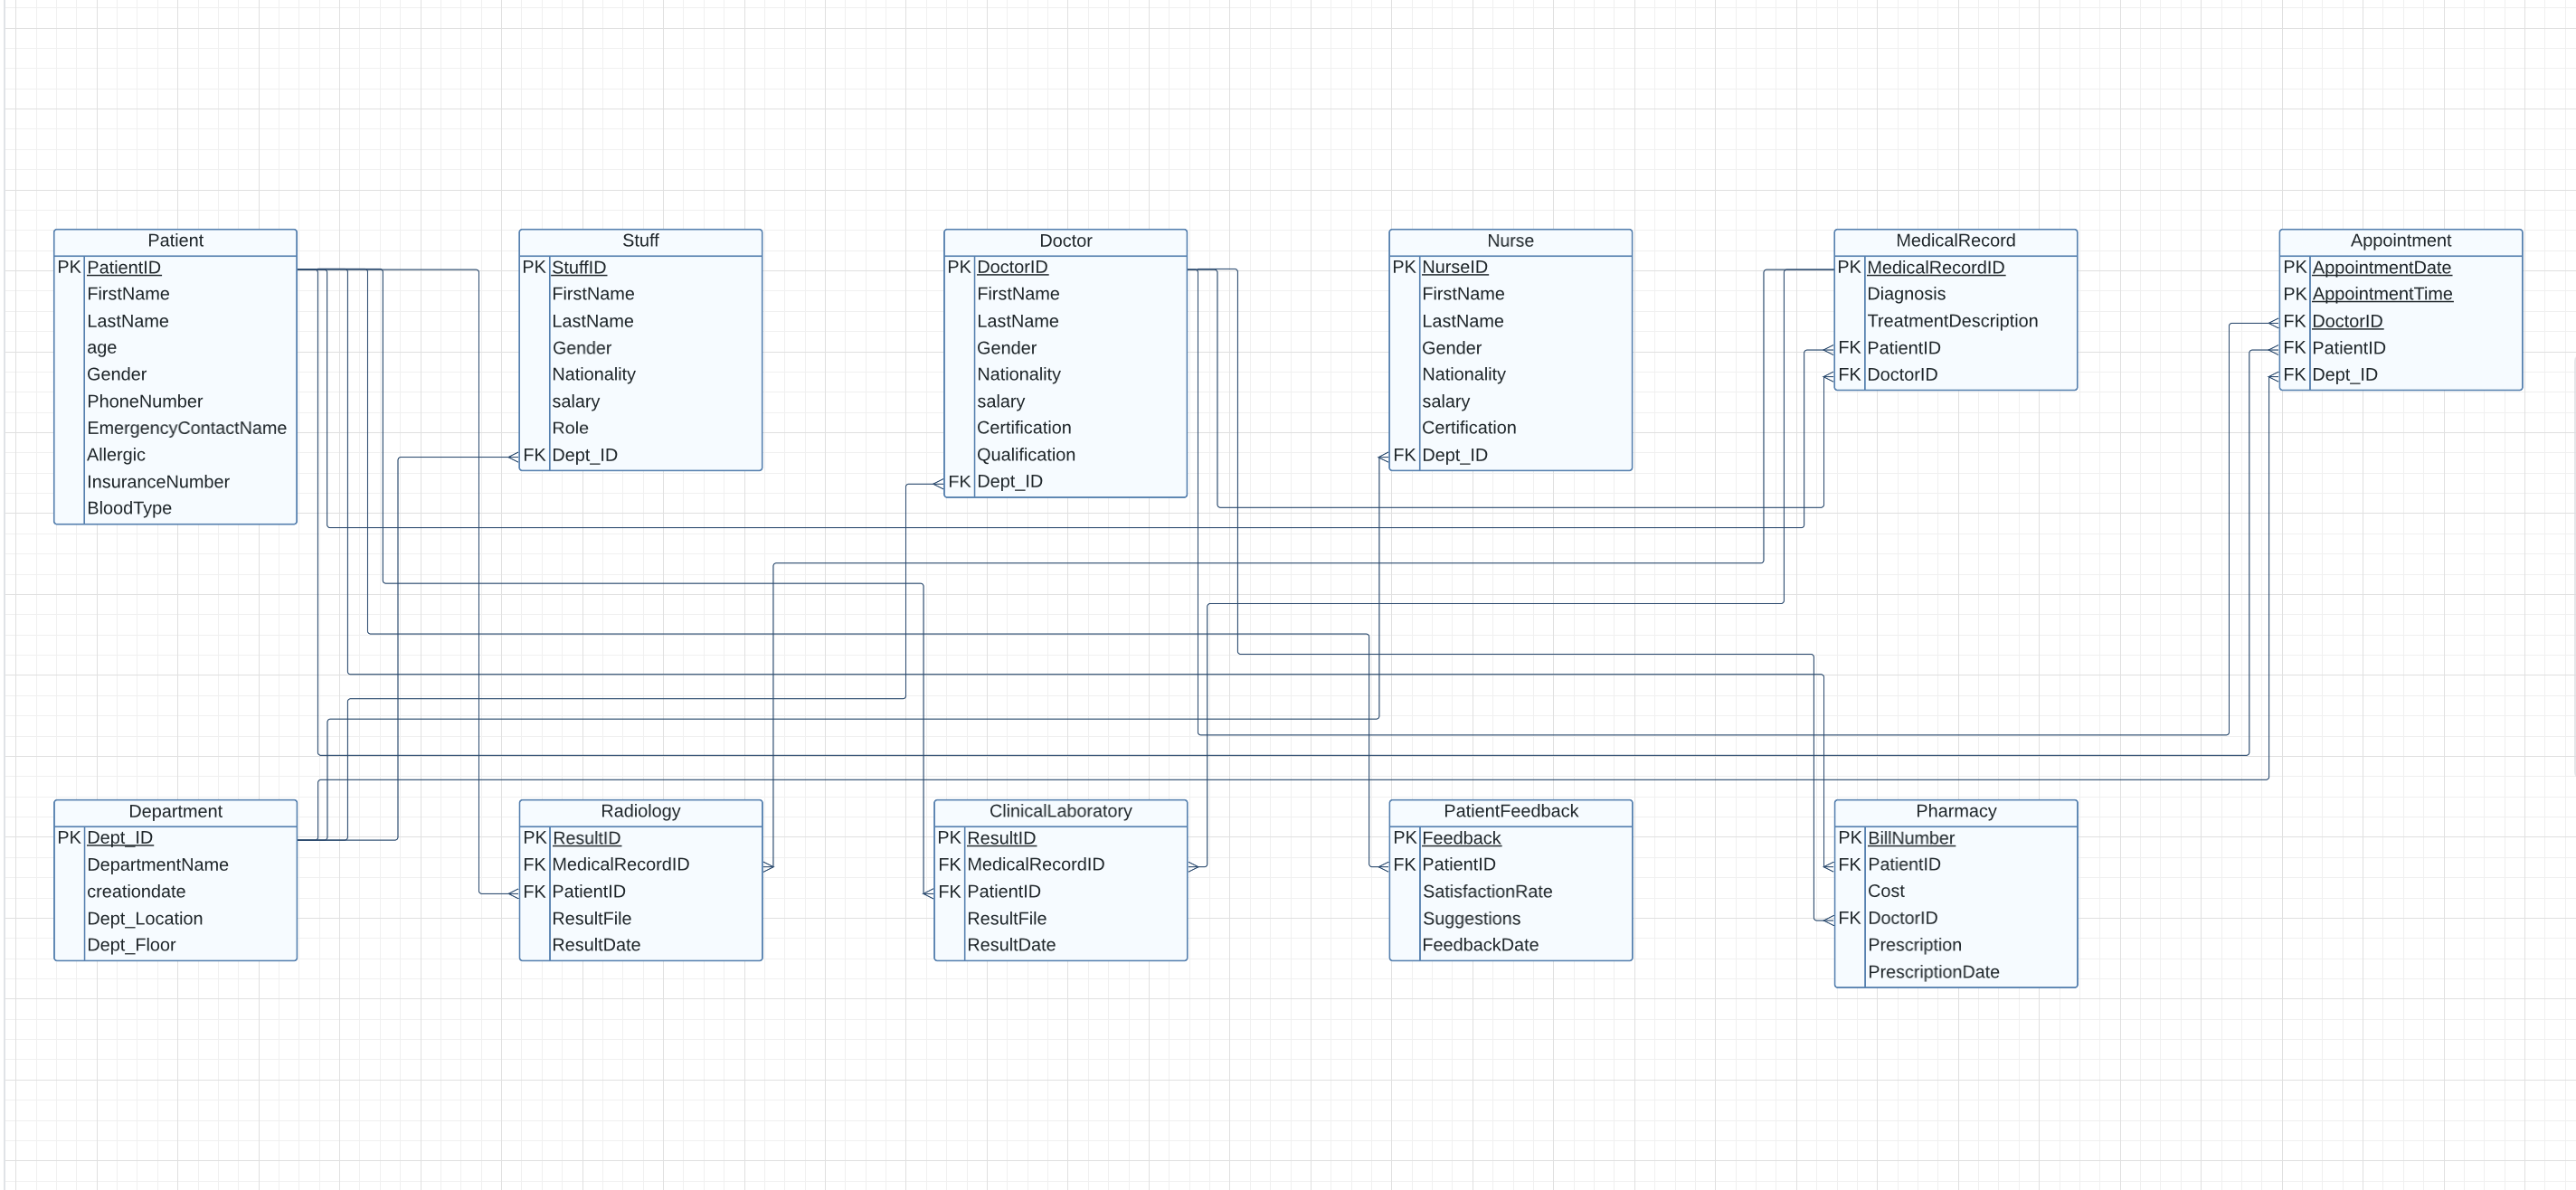 Patient
PK PatientID
FirstName
LastName
age
Gender
PhoneNumber
EmergencyContactName
Allergic
InsuranceNumber
BloodType
Stuff
PK StuffID
FirstName
LastName
Gender
Nationality
salary
Role
FK Dept_ID
Doctor
PK DoctorID
FirstName
LastName
Gender
Nationality
salary
Certification
Qualification
FK Dept_ID
Nurse
PK NurseID
FirstName
LastName
Gender
Nationality
salary
Certification
FK Dept_ID
MedicalRecord
PK MedicalRecordID
Diagnosis
TreatmentDescription
FK PatientID
FK DoctorID
Appointment
PK AppointmentDate
PK AppointmentTime
FK DoctorID
FK PatientID
FK Dept_ID
Department
PK Dept_ID
DepartmentName
creationdate
Dept_Location
Dept_Floor
Radiology
PK ResultID
FK MedicalRecordID
FK PatientID
ResultFile
ResultDate
ClinicalLaboratory
PK ResultID
FK MedicalRecordID
FK PatientID
ResultFile
ResultDate
PatientFeedback
PK Feedback
FK PatientID
SatisfactionRate
Suggestions
FeedbackDate
Pharmacy
PK BillNumber
FK PatientID
Cost
FK DoctorID
Prescription
PrescriptionDate